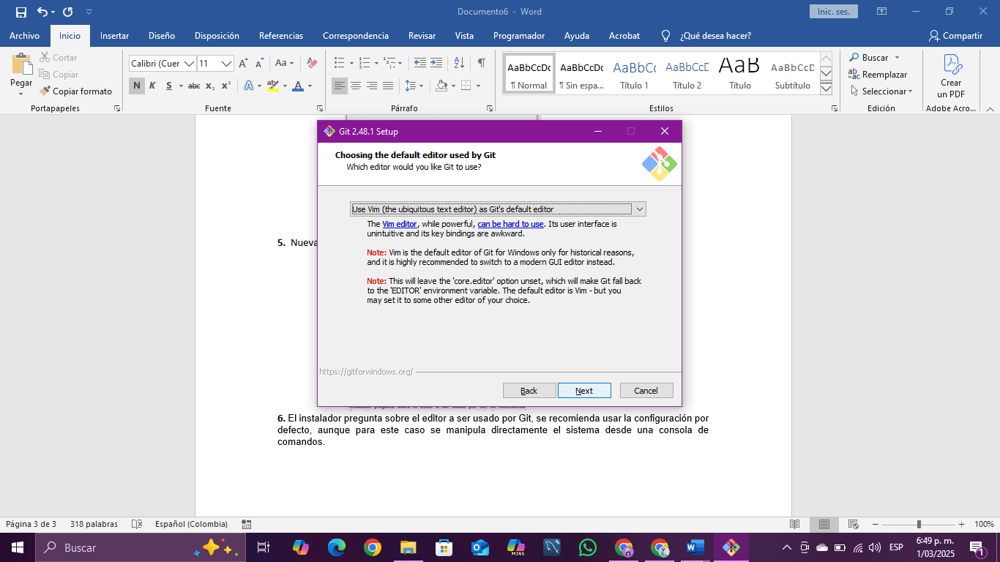 Documento6 - Word
Inic. ses.
Archivo Inicio Insertar Diseño Disposición Referencias Correspondencia Revisar Vista Programador Ayuda Acrobat ¿Qué desea hacer? Compartir
Pegar
Cortar
Copiar
Copiar formato
Portapapeles
Calibri (Cuer 11
N K S abc x₂ x²
Fuente
Párrafo
AaBbCcDc AaBbCcDc AaBbCc AaBbCcD AaB AaBbCcD
¶ Normal ¶ Sin espa... Título 1 Título 2 Título Subtítulo
Estilos
Buscar
Reemplazar
Seleccionar
Edición
Crear
un PDF
Adobe Acro...
Git 2.48.1 Setup
Choosing the default editor used by Git
Which editor would you like Git to use?
Use Vim (the ubiquitous text editor) as Git's default editor
The Vim editor, while powerful, can be hard to use. Its user interface is
unintuitive and its key bindings are awkward.
Note: Vim is the default editor of Git for Windows only for historical reasons,
and it is highly recommended to switch to a modern GUI editor instead.
Note: This will leave the 'core.editor' option unset, which will make Git fall back
to the 'EDITOR' environment variable. The default editor is Vim - but you
may set it to some other editor of your choice.
https://gitforwindows.org/
Back Next Cancel
5. Nueva
6. El instalador pregunta sobre el editor a ser usado por Git, se recomienda usar la configuración por
defecto, aunque para este caso se manipula directamente el sistema desde una consola de
comandos.
Página 3 de 3 318 palabras Español (Colombia) 100%
Buscar
M365
ESP
6:49 p. m.
1/03/2025
1